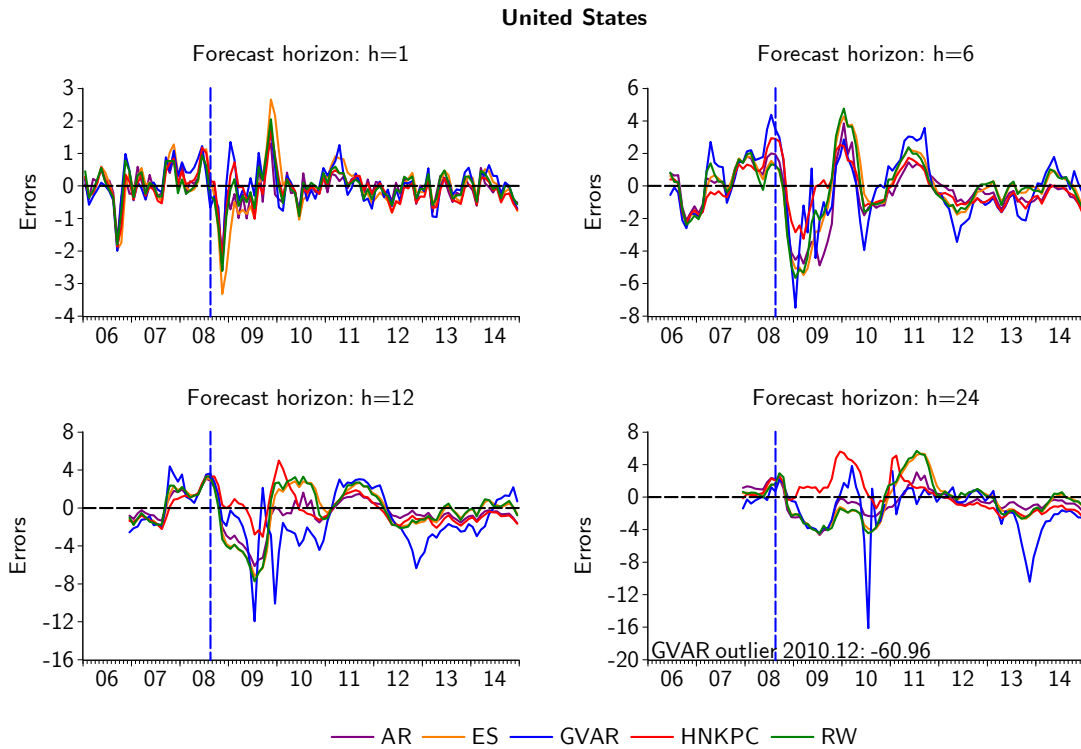 United States
Forecast horizon: h=1
Errors
3
2
1
0
-1
-2
-3
-4
06 07 08 09 10 11 12 13 14
Forecast horizon: h=6
Errors
6
4
2
0
-2
-4
-6
-8
06 07 08 09 10 11 12 13 14
Forecast horizon: h=12
Errors
8
4
0
-4
-8
-12
-16
06 07 08 09 10 11 12 13 14
Forecast horizon: h=24
Errors
8
4
0
-4
-8
-12
-16
-20
GVAR outlier 2010.12: -60.96
06 07 08 09 10 11 12 13 14
AR ES GVAR HNKPC RW